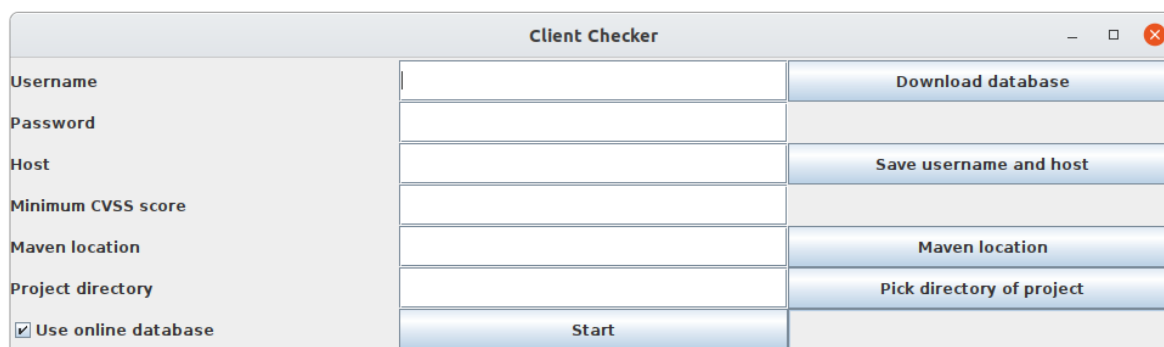 Client Checker
Username
Download database
Password
Host
Save username and host
Minimum CVSS score
Maven location
Maven location
Project directory
Pick directory of project
Use online database
Start